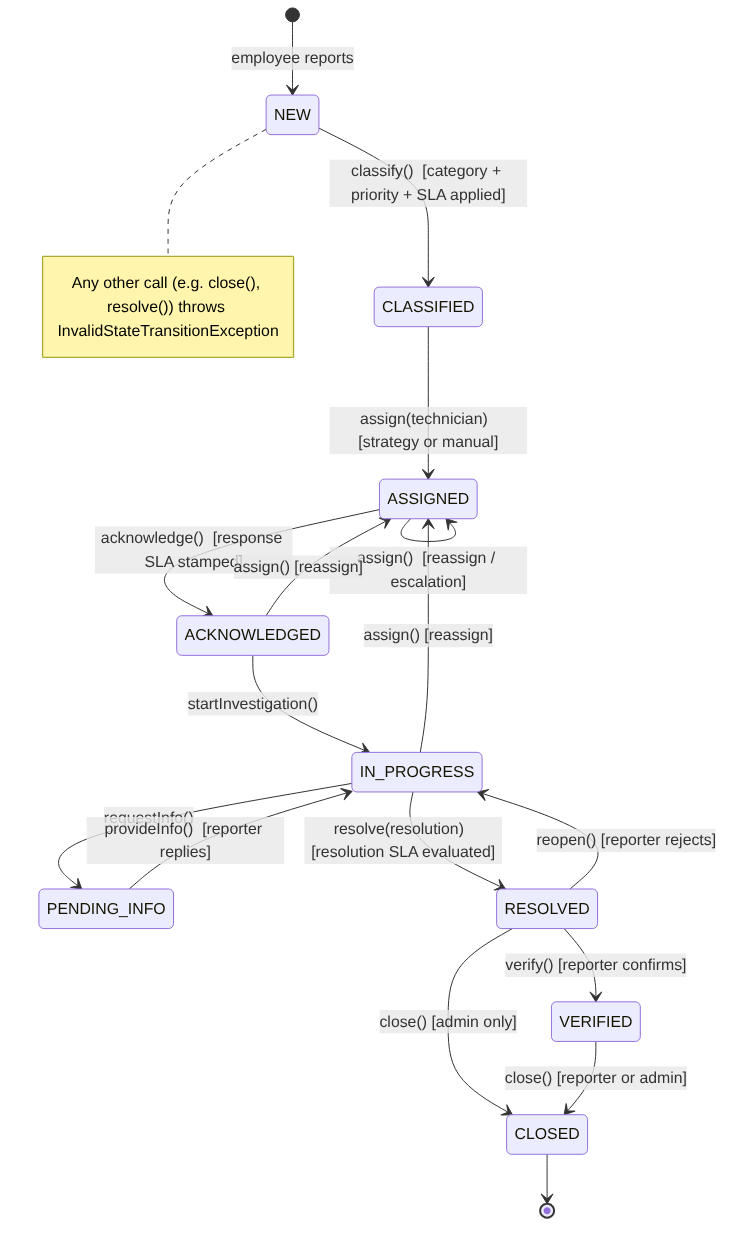 employee reports
NEW
classify()  [category +
priority + SLA applied]
Any other call (e.g. close(),
resolve()) throws
InvalidStateTransitionException
CLASSIFIED
assign(technician)
[strategy or manual]
ASSIGNED
acknowledge()  [response
SLA stamped]
assign() [reassign]
assign()  [reassign /
escalation]
ACKNOWLEDGED
assign() [reassign]
startInvestigation()
IN_PROGRESS
requestInfo()
provideInfo()  [reporter
replies]
resolve(resolution)
[resolution SLA evaluated]
reopen() [reporter rejects]
PENDING_INFO
RESOLVED
verify() [reporter confirms]
close() [admin only]
VERIFIED
close() [reporter or admin]
CLOSED